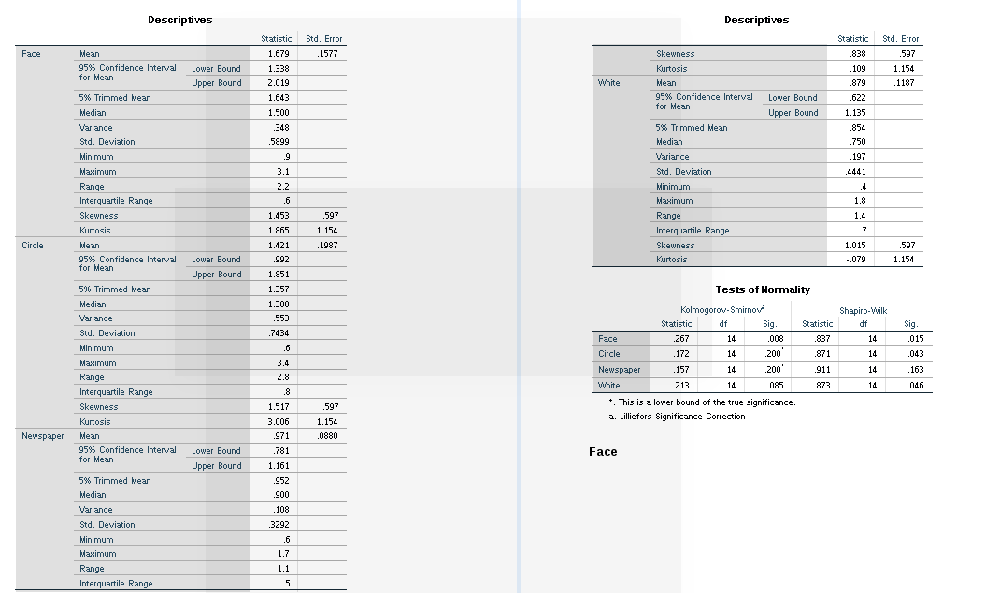 Descriptives
Statistic Std. Error
Face Mean 1.679 .1577
95% Confidence Interval for Mean Lower Bound 1.338
Upper Bound 2.019
5% Trimmed Mean 1.643
Median 1.500
Variance .348
Std. Deviation .5899
Minimum .9
Maximum 3.1
Range 2.2
Interquartile Range .6
Skewness 1.453 .597
Kurtosis 1.865 1.154
Circle Mean 1.421 .1987
95% Confidence Interval for Mean Lower Bound .992
Upper Bound 1.851
5% Trimmed Mean 1.357
Median 1.300
Variance .553
Std. Deviation .7434
Minimum .6
Maximum 3.4
Range 2.8
Interquartile Range .8
Skewness 1.517 .597
Kurtosis 3.006 1.154
Newspaper Mean .971 .0880
95% Confidence Interval for Mean Lower Bound .781
Upper Bound 1.161
5% Trimmed Mean .952
Median .900
Variance .108
Std. Deviation .3292
Minimum .6
Maximum 1.7
Range 1.1
Interquartile Range .5
Descriptives
Statistic Std. Error
Skewness .838 .597
Kurtosis .109 1.154
White Mean .879 .1187
95% Confidence Interval for Mean Lower Bound .622
Upper Bound 1.135
5% Trimmed Mean .854
Median .750
Variance .197
Std. Deviation .4441
Minimum .4
Maximum 1.8
Range 1.4
Interquartile Range .7
Skewness 1.015 .597
Kurtosis -.079 1.154
Tests of Normality
Kolmogorov-Smirnovª Shapiro-Wilk
Statistic df Sig. Statistic df Sig.
Face .267 14 .008 .837 14 .015
Circle .172 14 .200* .871 14 .043
Newspaper .157 14 .200* .911 14 .163
White .213 14 .085 .873 14 .046
*. This is a lower bound of the true significance.
a. Lilliefors Significance Correction
Face